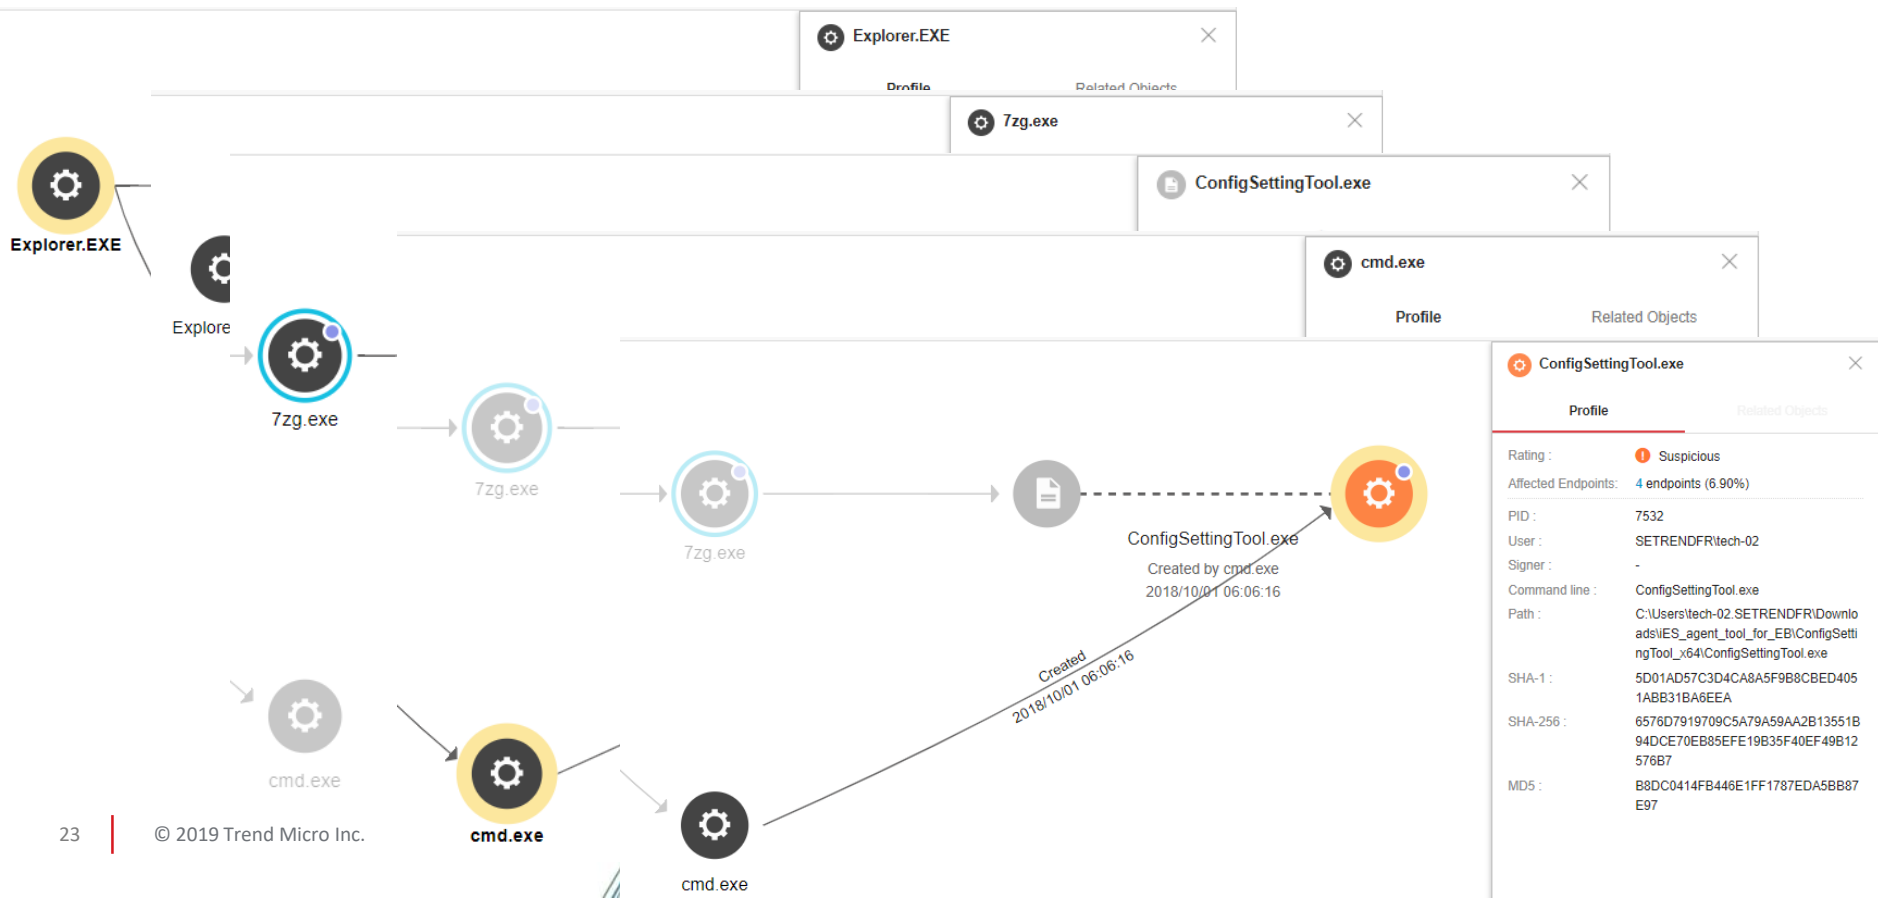 Explorer.EXE
Profile
Related Objects
7zg.exe
ConfigSettingTool.exe
cmd.exe
Profile
Related Objects
Explorer.EXE
Explore
7zg.exe
7zg.exe
7zg.exe
ConfigSettingTool.exe
Created by cmd.exe
2018/10/01 06:06:16
Created
2018/10/01 06:06:16
cmd.exe
cmd.exe
cmd.exe
ConfigSettingTool.exe
Profile
Related Objects
Rating :
Suspicious
Affected Endpoints:
4 endpoints (6.90%)
PID :
7532
User :
SETRENDFR\tech-02
Signer :
-
Command line :
ConfigSettingTool.exe
Path :
C:\Users\tech-02.SETRENDFR\Downlo
ads\iES_agent_tool_for_EB\ConfigSetti
ngTool_x64\ConfigSettingTool.exe
SHA-1 :
5D01AD57C3D4CA8A5F9B8CBED405
1ABB31BA6EEA
SHA-256 :
6576D7919709C5A79A59AA2B13551B
94DCE70EB85EFE19B35F40EF49B12
576B7
MD5 :
B8DC0414FB446E1FF1787EDA5BB87
E97
23
© 2019 Trend Micro Inc.